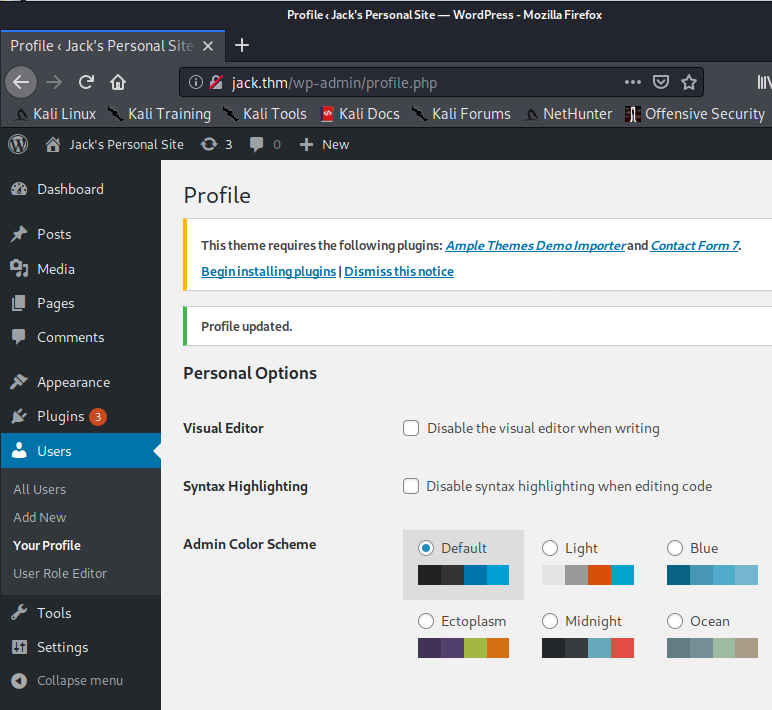 Profile ‹ Jack's Personal Site — WordPress - Mozilla Firefox
Profile ‹ Jack's Personal Site
jack.thm/wp-admin/profile.php
Kali Linux Kali Training Kali Tools Kali Docs Kali Forums NetHunter Offensive Security
Jack's Personal Site 3 0 New
Dashboard
Posts
Media
Pages
Comments
Appearance
Plugins 3
Users
All Users
Add New
Your Profile
User Role Editor
Tools
Settings
Collapse menu
Profile
This theme requires the following plugins: Ample Themes Demo Importer and Contact Form 7.
Begin installing plugins | Dismiss this notice
Profile updated.
Personal Options
Visual Editor Disable the visual editor when writing
Syntax Highlighting Disable syntax highlighting when editing code
Admin Color Scheme Default Light Blue
Ectoplasm Midnight Ocean